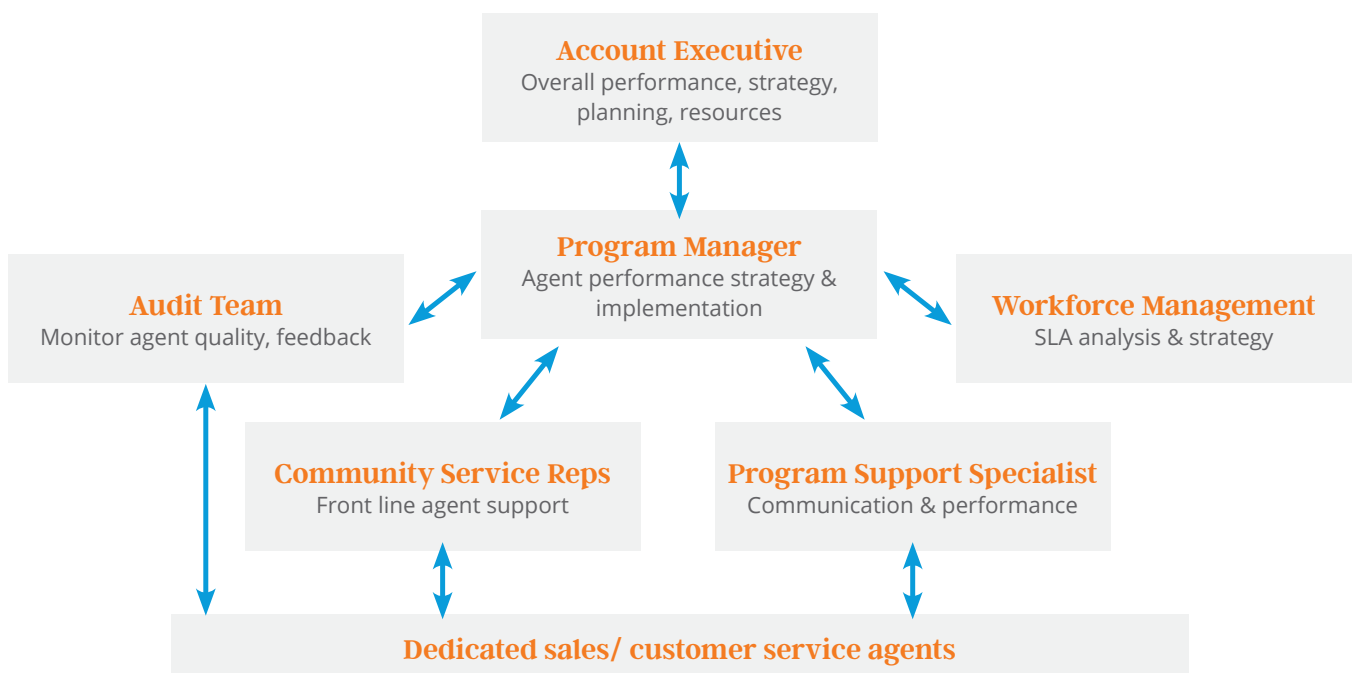 Account Executive
Overall performance, strategy,
planning, resources
Program Manager
Agent performance strategy &
implementation
Audit Team
Monitor agent quality, feedback
Workforce Management
SLA analysis & strategy
Community Service Reps
Front line agent support
Program Support Specialist
Communication & performance
Dedicated sales/ customer service agents